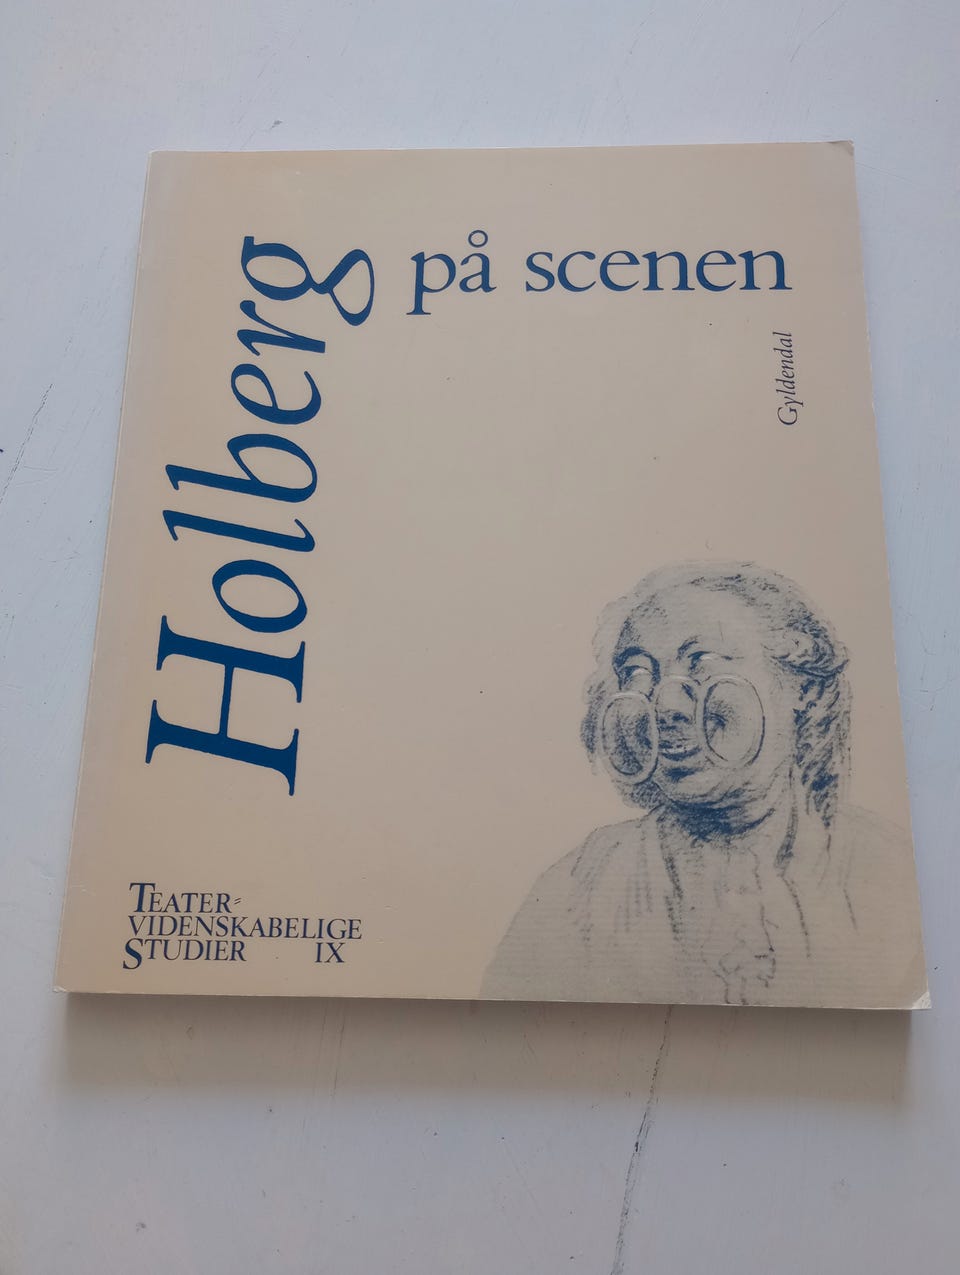 Holberg
på scenen
Gyldendal
TEATER=
VIDENSKABELIGE
STUDIER IX